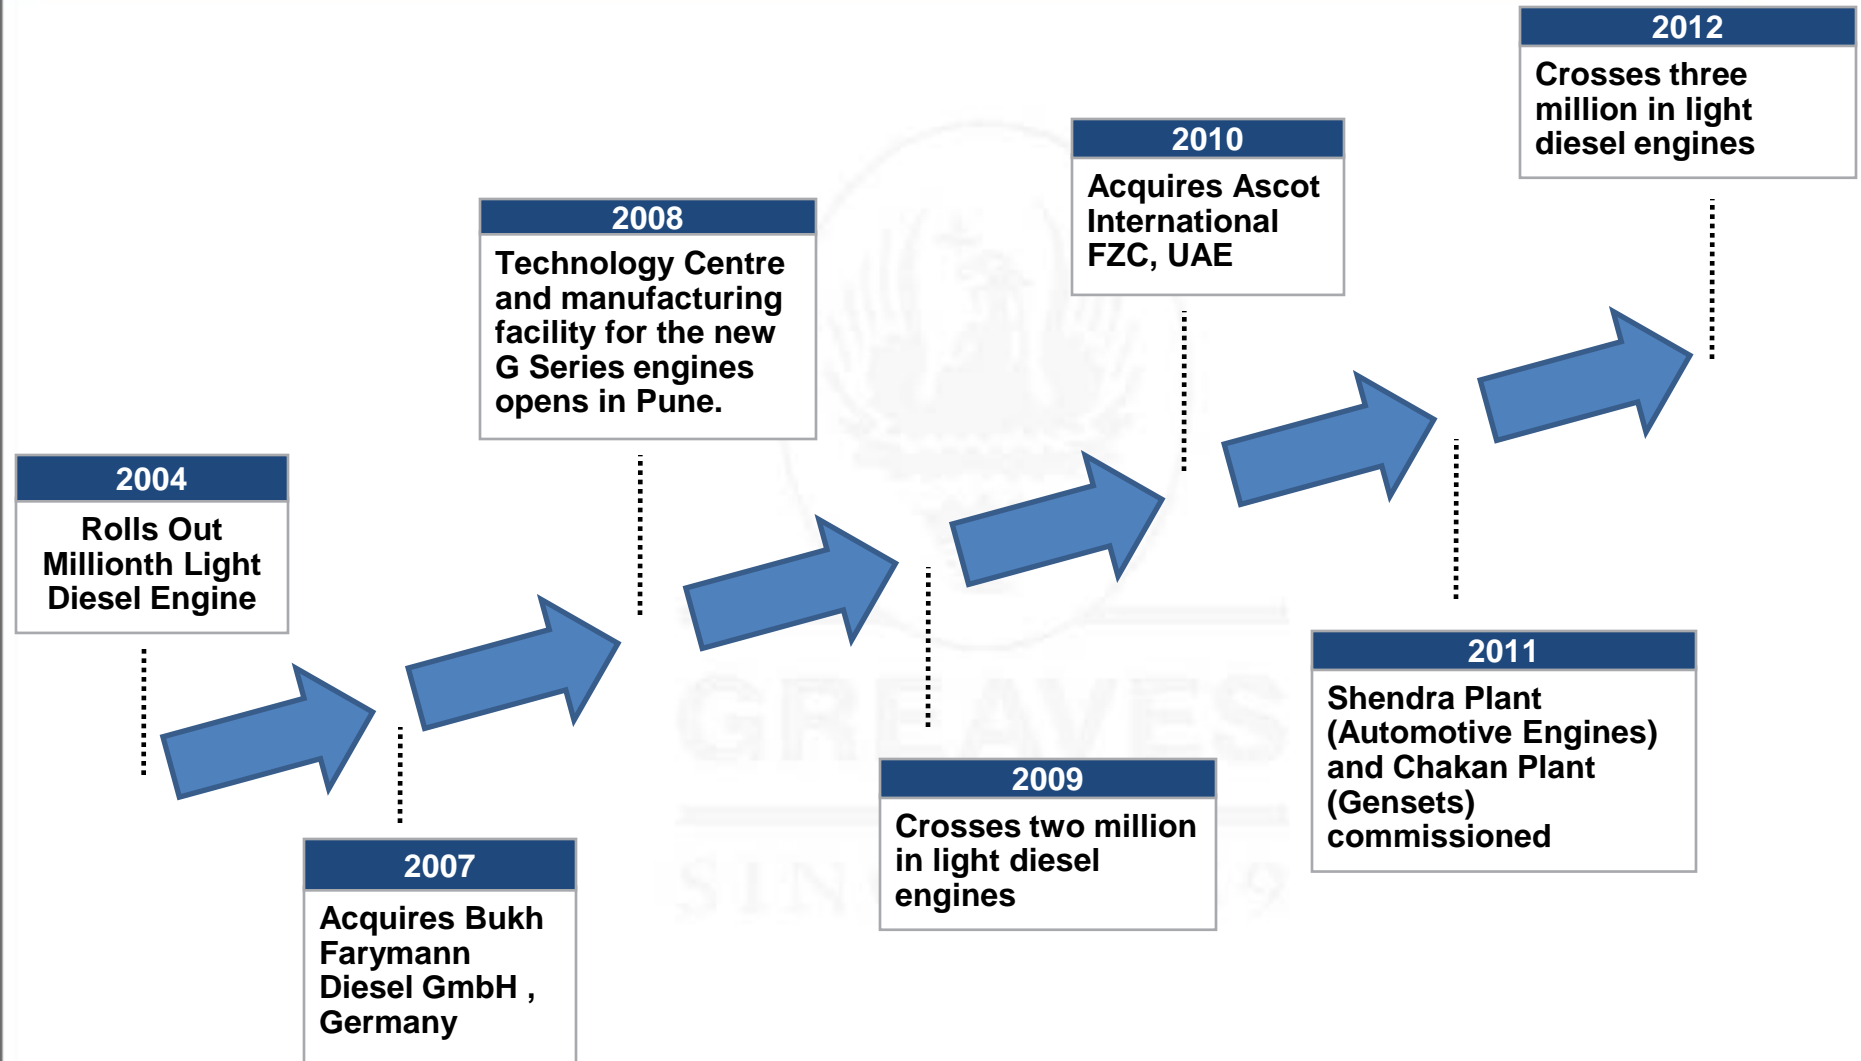 2004
Rolls Out
Millionth Light
Diesel Engine
2007
Acquires Bukh
Farymann
Diesel GmbH ,
Germany
2008
Technology Centre
and manufacturing
facility for the new
G Series engines
opens in Pune.
2009
Crosses two million
in light diesel
engines
2010
Acquires Ascot
International
FZC, UAE
2011
Shendra Plant
(Automotive Engines)
and Chakan Plant
(Gensets)
commissioned
2012
Crosses three
million in light
diesel engines
GREAVES